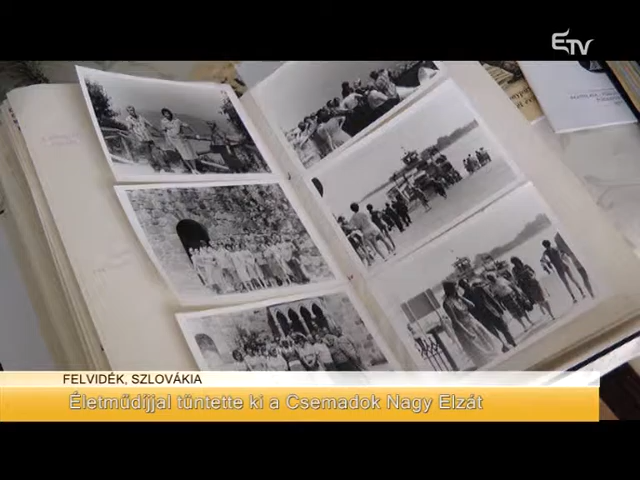 ETV
FELVIDÉK, SZLOVÁKIA
Életműdíjjal tüntette ki a Csemadok Nagy Elzát